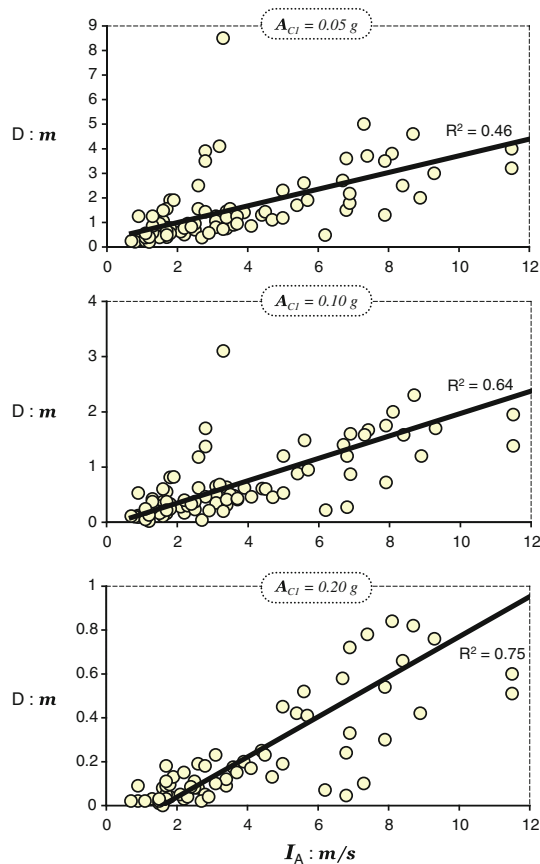 A_C1 = 0.05 g
9
8
7
6
5
4
3
2
1
0
D : m
R² = 0.46
0 2 4 6 8 10 12
A_C1 = 0.10 g
4
3
2
1
0
D : m
R² = 0.64
0 2 4 6 8 10 12
A_C1 = 0.20 g
1
0.8
0.6
0.4
0.2
0
D : m
R² = 0.75
0 2 4 6 8 10 12
I_A : m/s